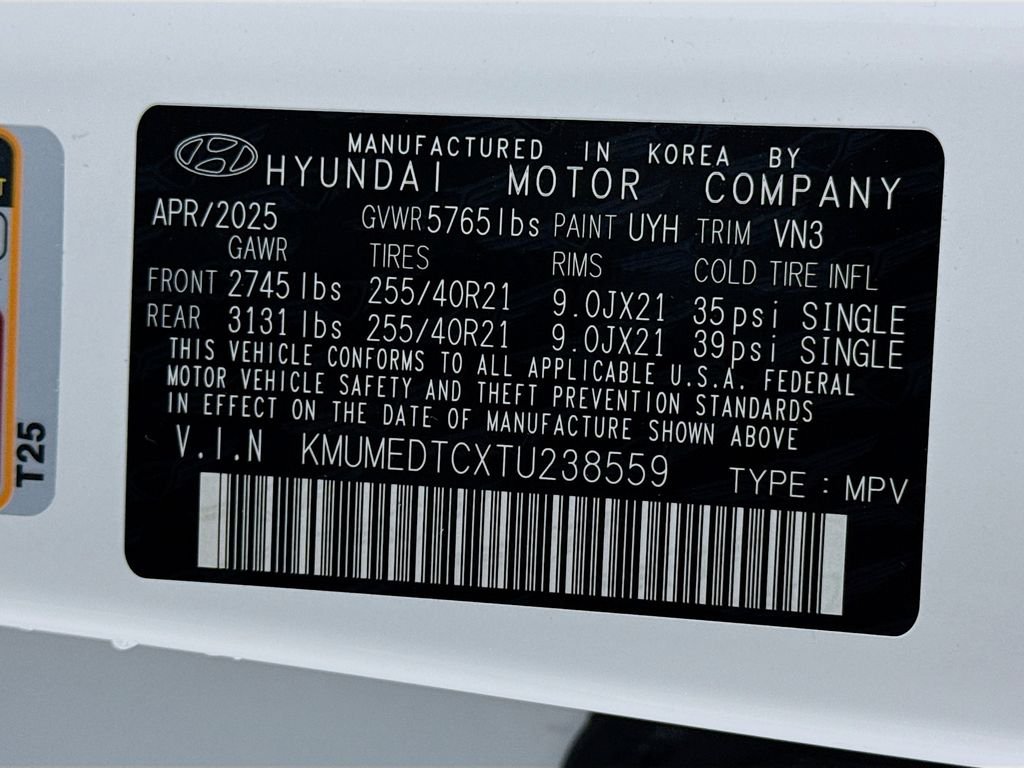 MANUFACTURED IN KOREA BY
HYUNDAI MOTOR COMPANY
APR/2025 GVWR 5765lbs PAINT UYH TRIM VN3
GAWR TIRES RIMS COLD TIRE INFL
FRONT 2745lbs 255/40R21 9.0JX21 35psi SINGLE
REAR 3131lbs 255/40R21 9.0JX21 39psi SINGLE
THIS VEHICLE CONFORMS TO ALL APPLICABLE U.S.A. FEDERAL
MOTOR VEHICLE SAFETY AND THEFT PREVENTION STANDARDS
IN EFFECT ON THE DATE OF MANUFACTURE SHOWN ABOVE
V.I.N KMUMEDTCXTU238559 TYPE : MPV
T25